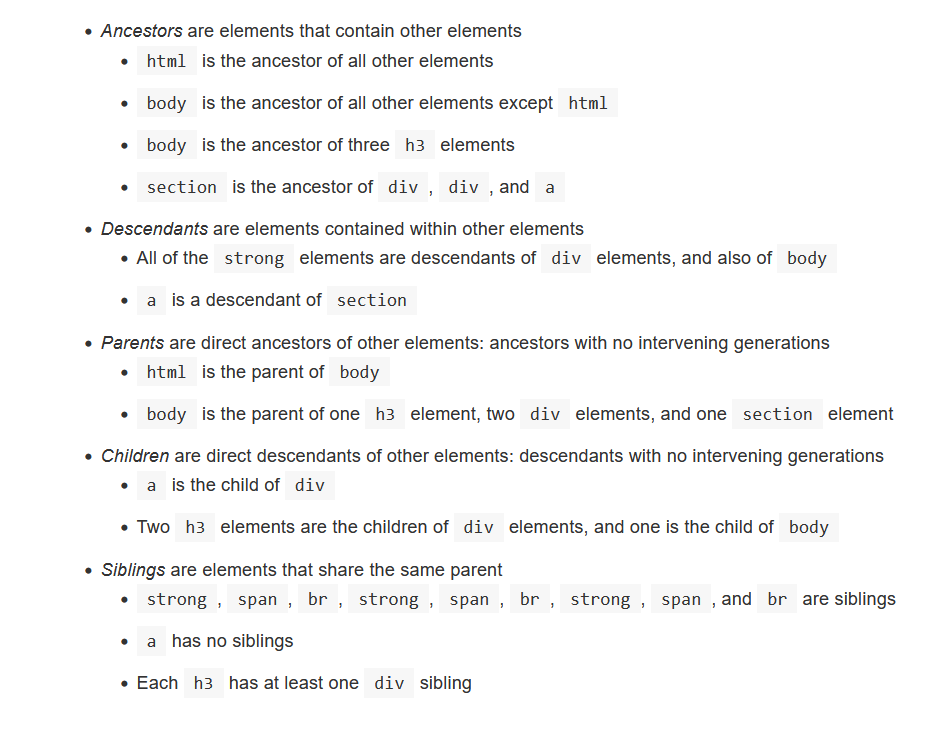 Ancestors are elements that contain other elements
html is the ancestor of all other elements
body is the ancestor of all other elements except html
body is the ancestor of three h3 elements
section is the ancestor of div , div , and a
Descendants are elements contained within other elements
All of the strong elements are descendants of div elements, and also of body
a is a descendant of section
Parents are direct ancestors of other elements: ancestors with no intervening generations
html is the parent of body
body is the parent of one h3 element, two div elements, and one section element
Children are direct descendants of other elements: descendants with no intervening generations
a is the child of div
Two h3 elements are the children of div elements, and one is the child of body
Siblings are elements that share the same parent
strong , span , br , strong , span , br , strong , span , and br are siblings
a has no siblings
Each h3 has at least one div sibling